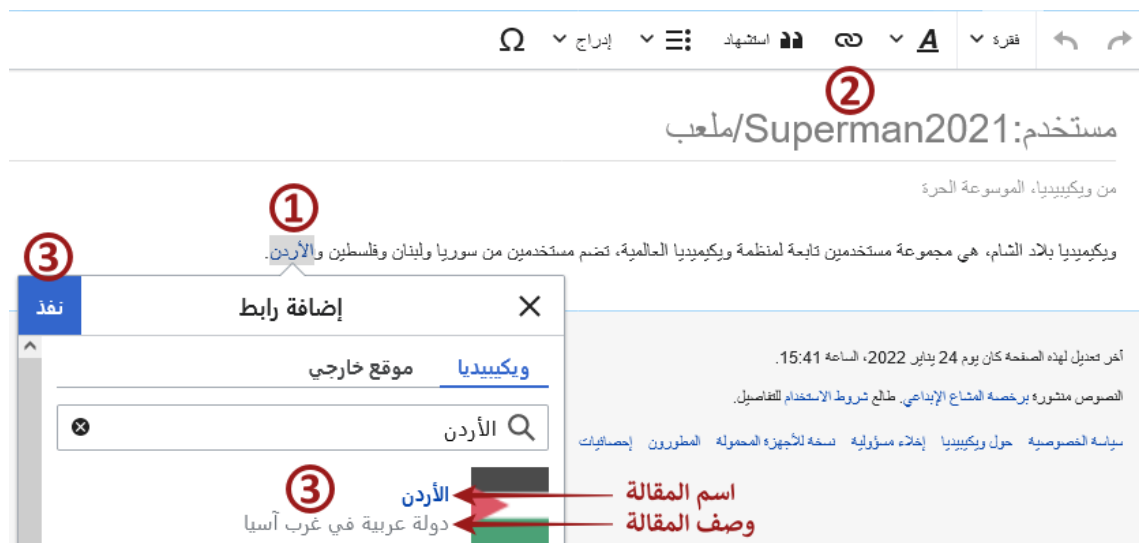 فقرة A استشهاد إدراج Ω
2
مستخدم:Superman2021/ملعب
من ويكيبيديا، الموسوعة الحرة
1
ويكيميديا بلاد الشام، هي مجموعة مستخدمين تابعة لمنظمة ويكيميديا العالمية، تضم مستخدمين من سوريا ولبنان وفلسطين والأردن.
3
إضافة رابط نفذ
ويكيبيديا موقع خارجي
الأردن
3
الأردن
دولة عربية في غرب آسيا
اسم المقالة
وصف المقالة
آخر تعديل لهذه الصفحة كان يوم 24 يناير 2022، الساعة 15:41.
النصوص منشورة برخصة المشاع الإبداعي. طالع شروط الاستخدام للتفاصيل.
سياسة الخصوصية حول ويكيبيديا إخلاء مسؤولية نسخة للأجهزة المحمولة المطورون إحصائيات